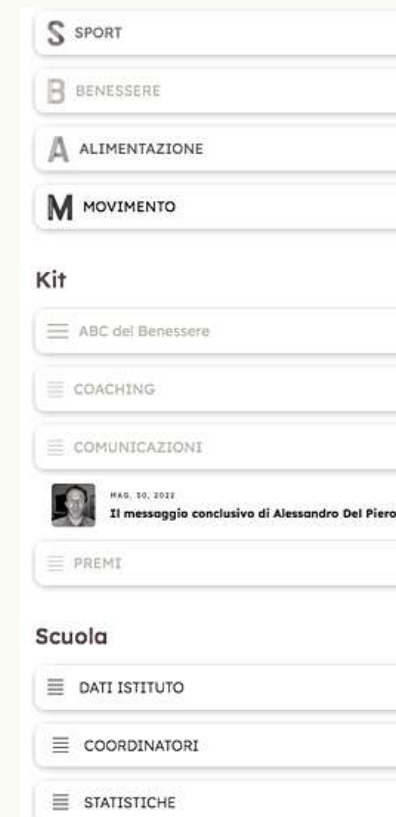 S SPORT
B BENESSERE
A ALIMENTAZIONE
M MOVIMENTO
Kit
ABC del Benessere
COACHING
COMUNICAZIONI
MAG. 30, 2022
Il messaggio conclusivo di Alessandro Del Piero
PREMI
Scuola
DATI ISTITUTO
COORDINATORI
STATISTICHE